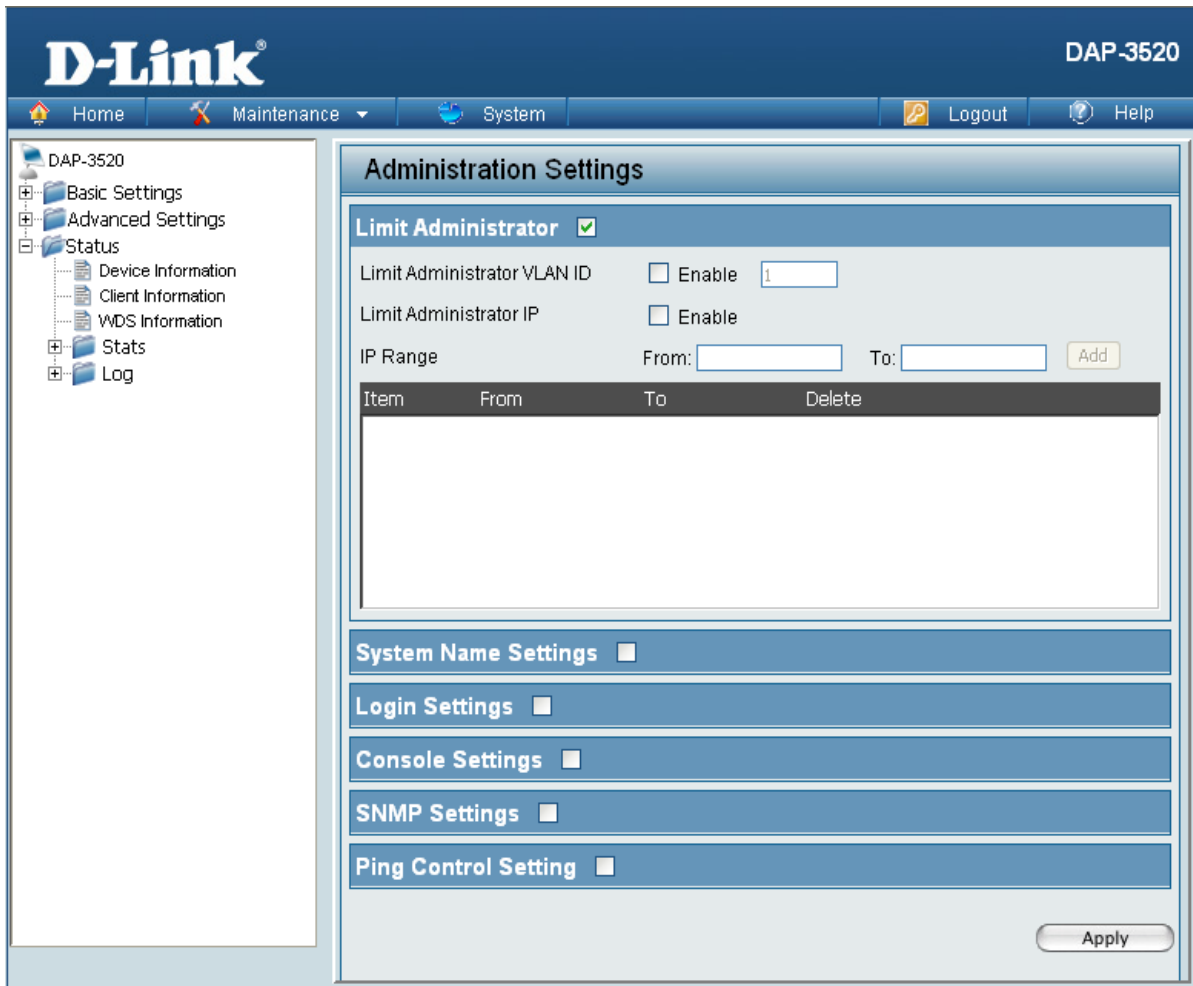 D-Link®
DAP-3520
Home Maintenance System Logout Help
DAP-3520
Basic Settings
Advanced Settings
Status
Device Information
Client Information
WDS Information
Stats
Log
Administration Settings
Limit Administrator
Limit Administrator VLAN ID Enable 1
Limit Administrator IP Enable
IP Range From: To: Add
Item From To Delete
System Name Settings
Login Settings
Console Settings
SNMP Settings
Ping Control Setting
Apply